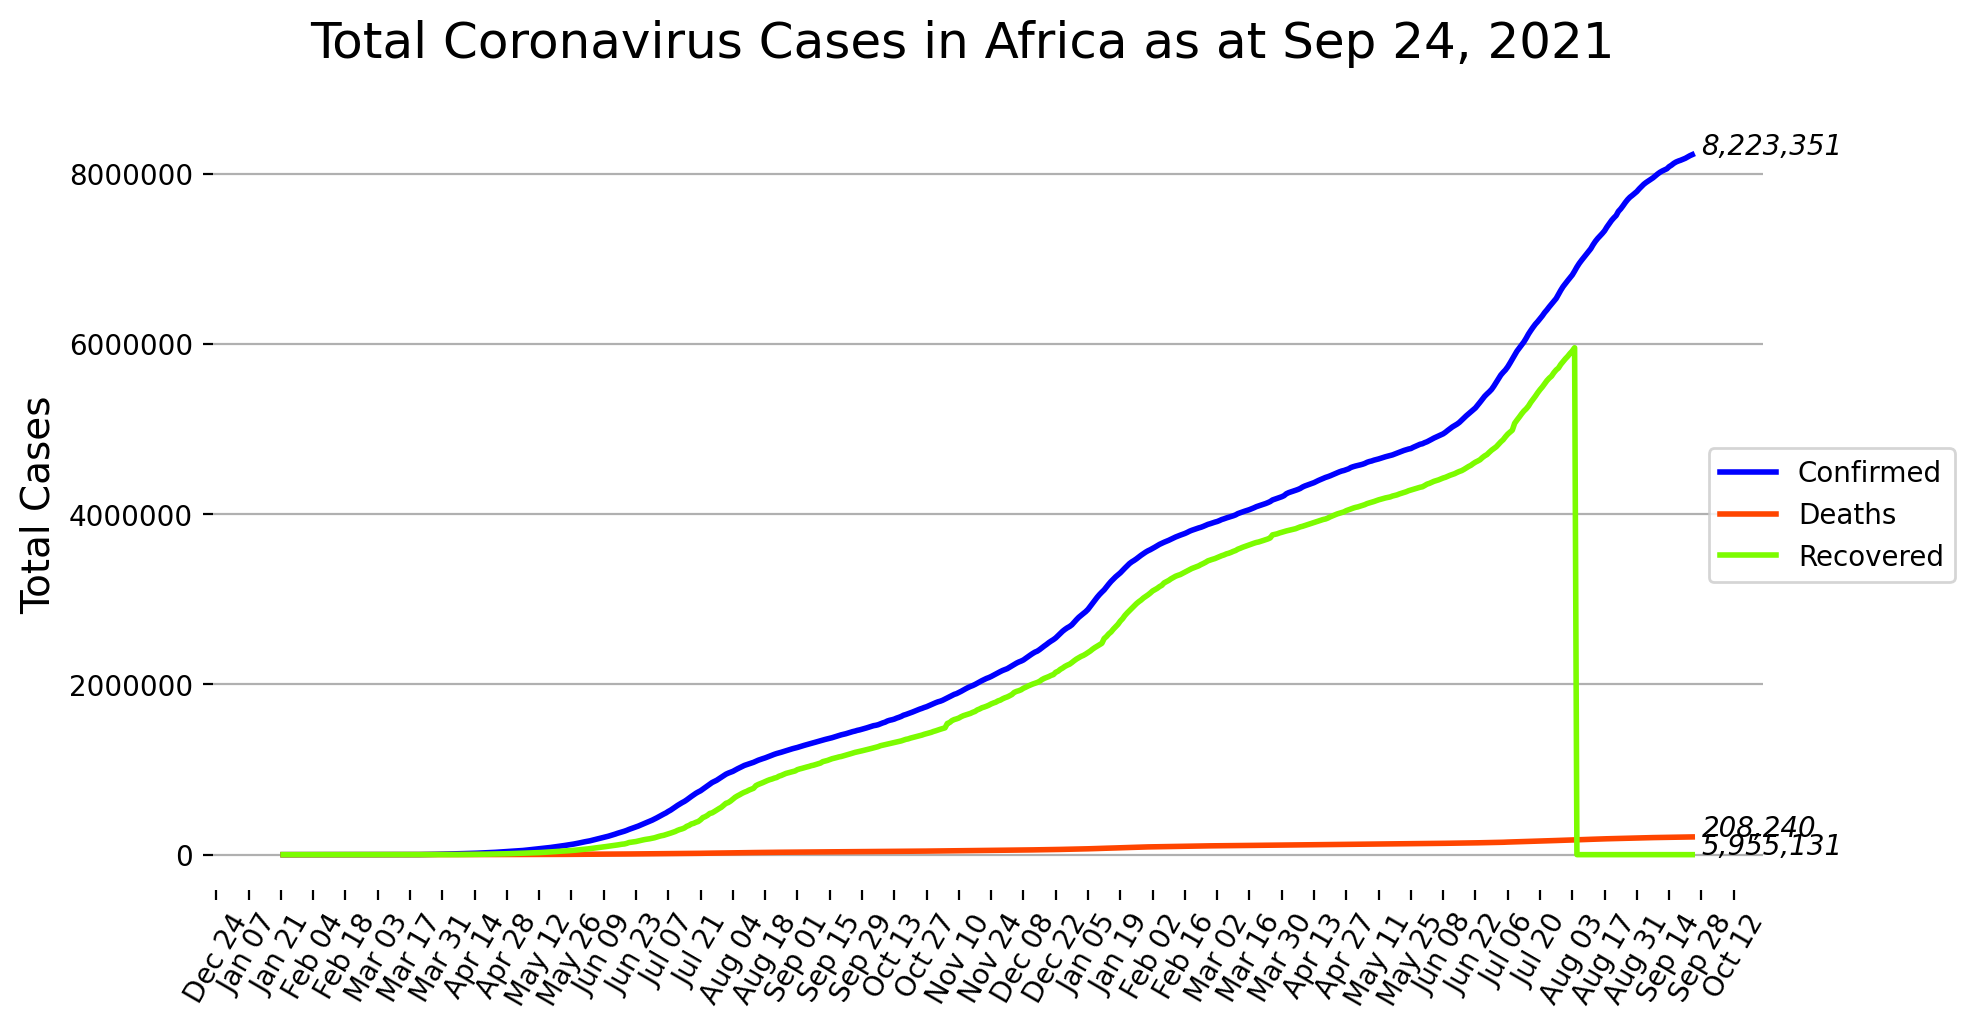 Total Coronavirus Cases in Africa as at Sep 24, 2021
8,223,351
8000000
6000000
4000000
2000000
0
Total Cases
Confirmed
Deaths
Recovered
208,240
5,955,131
Dec 24
Jan 07
Jan 21
Feb 04
Feb 18
Mar 03
Mar 17
Mar 31
Apr 14
Apr 28
May 12
May 26
Jun 09
Jun 23
Jul 07
Jul 21
Aug 04
Aug 18
Sep 01
Sep 15
Sep 29
Oct 13
Oct 27
Nov 10
Nov 24
Dec 08
Dec 22
Jan 05
Jan 19
Feb 02
Feb 16
Mar 02
Mar 16
Mar 30
Apr 13
Apr 27
May 11
May 25
Jun 08
Jun 22
Jul 06
Jul 20
Aug 03
Aug 17
Aug 31
Sep 14
Sep 28
Oct 12